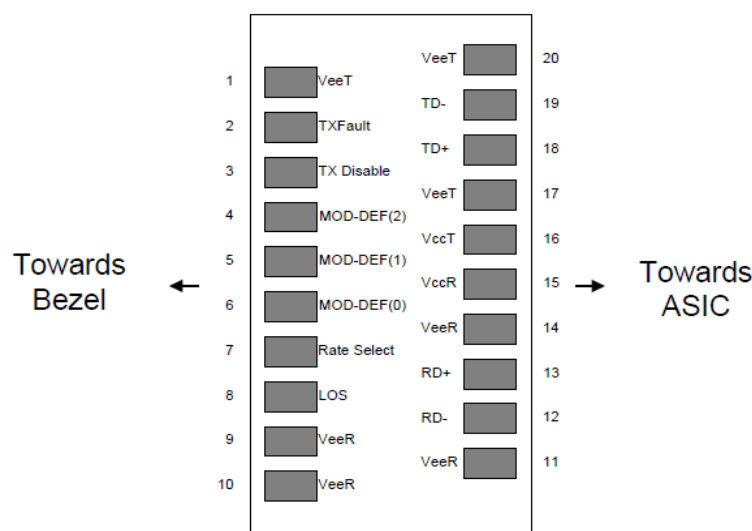 VeeT 20
1 VeeT
TD- 19
2 TXFault
TD+ 18
3 TX Disable
VeeT 17
4 MOD-DEF(2)
VccT 16
5 MOD-DEF(1)
Towards
Bezel
VccR 15
Towards
ASIC
6 MOD-DEF(0)
VeeR 14
7 Rate Select
RD+ 13
8 LOS
RD- 12
9 VeeR
VeeR 11
10 VeeR